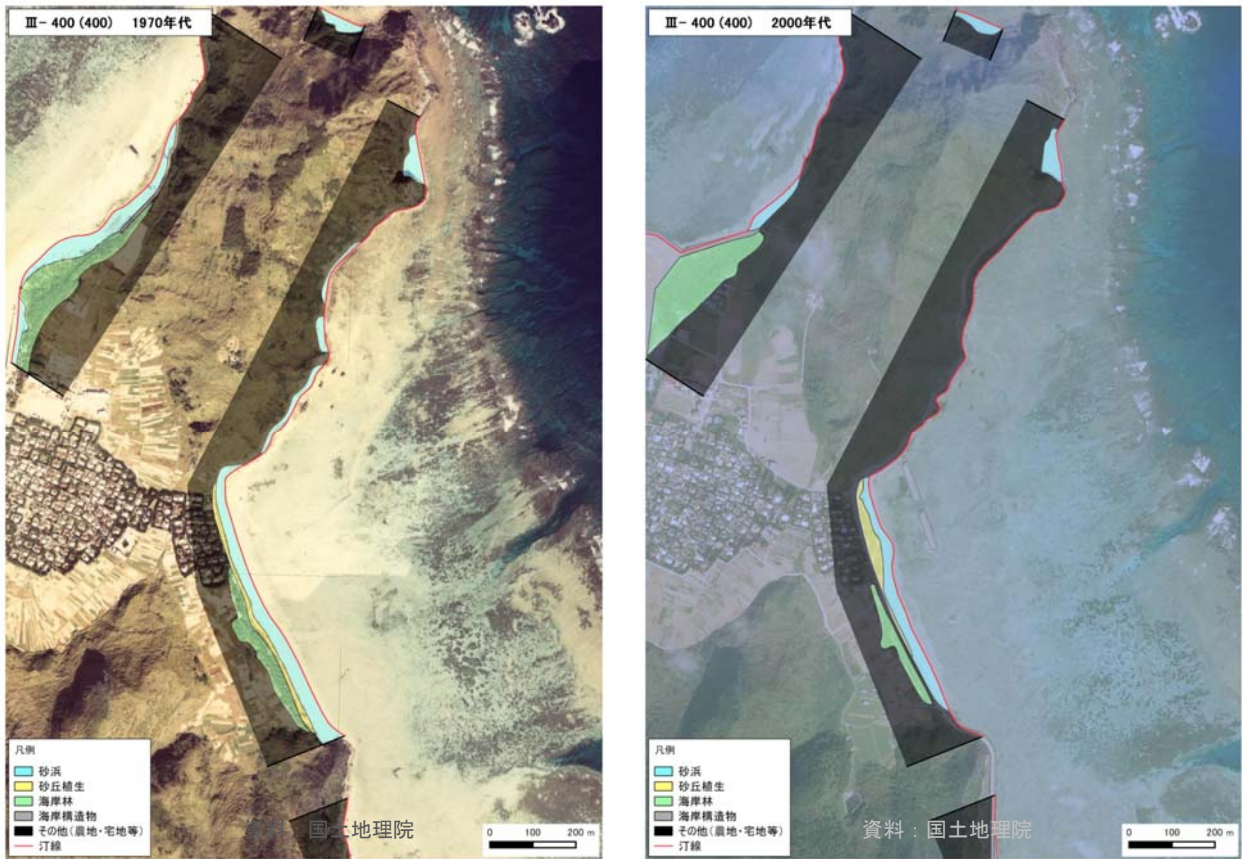 Ⅲ- 400 (400) 1970年代
凡例
砂浜
砂丘植生
海岸林
海岸構造物
その他(農地・宅地等)
汀線
資料：国土地理院
0 100 200 m
Ⅲ- 400 (400) 2000年代
凡例
砂浜
砂丘植生
海岸林
海岸構造物
その他(農地・宅地等)
汀線
資料：国土地理院
0 100 200 m